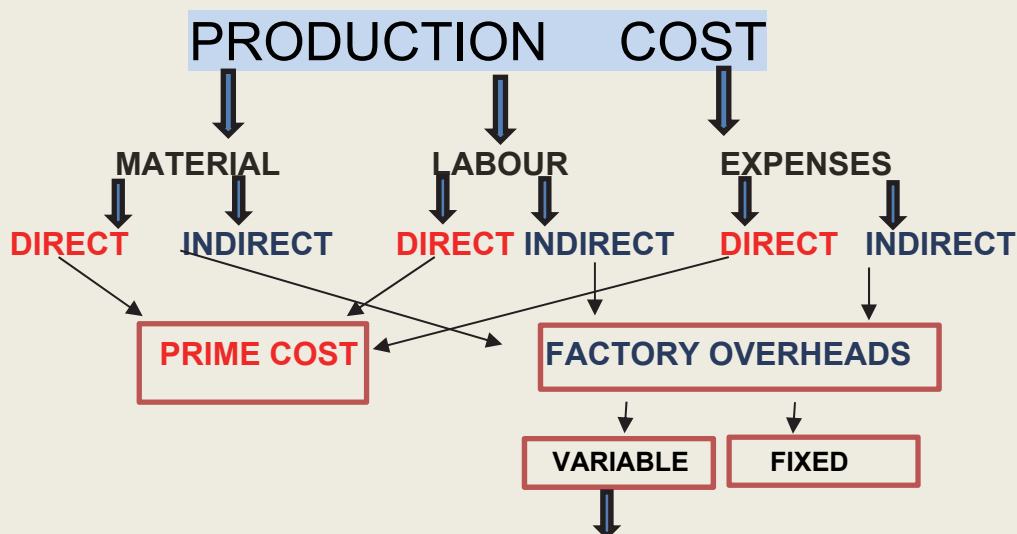 PRODUCTION COST
MATERIAL LABOUR EXPENSES
DIRECT INDIRECT DIRECT INDIRECT DIRECT INDIRECT
PRIME COST FACTORY OVERHEADS
VARIABLE FIXED